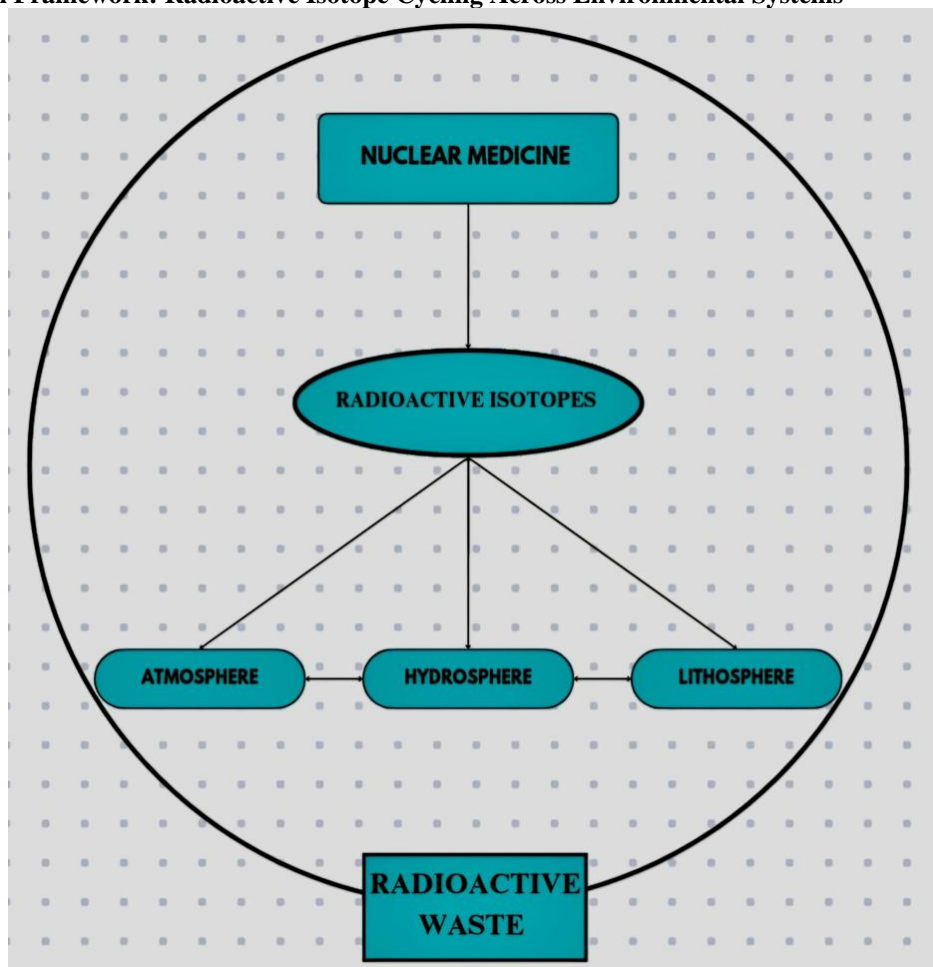 Framework: Radioactive Isotope Cycling Across Environmental Systems
NUCLEAR MEDICINE
RADIOACTIVE ISOTOPES
ATMOSPHERE
HYDROSPHERE
LITHOSPHERE
RADIOACTIVE
WASTE